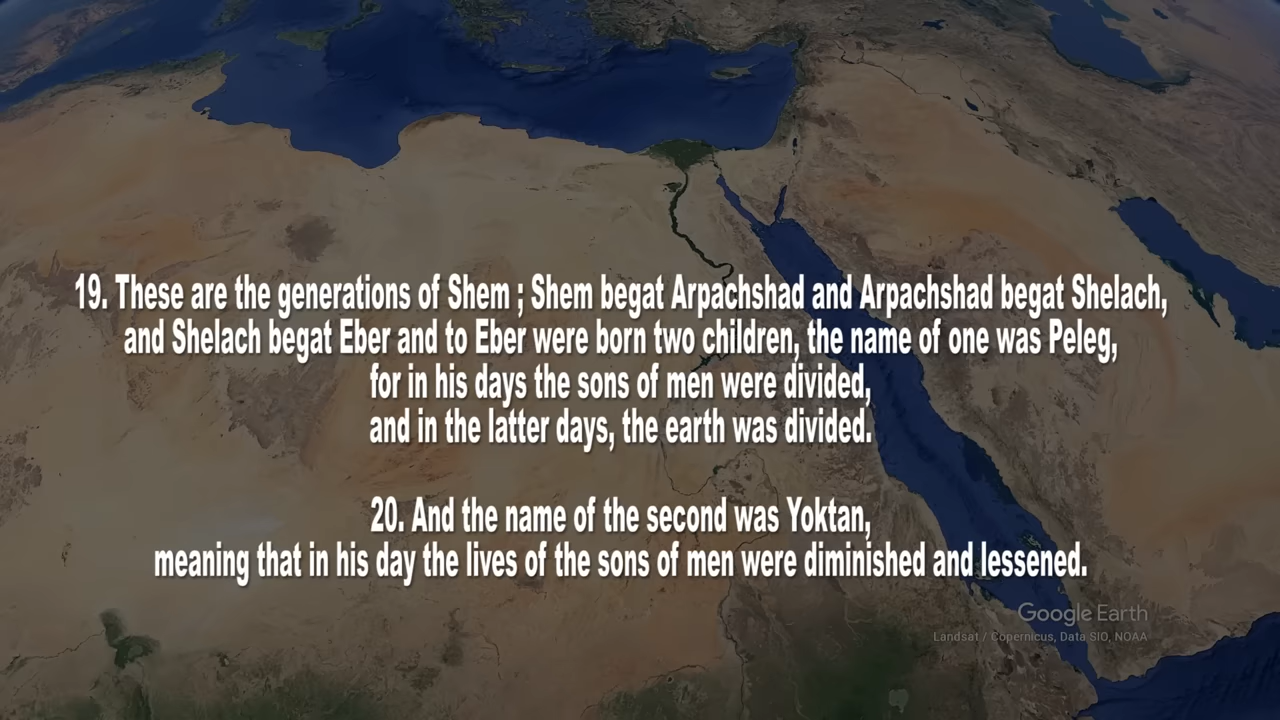 19. These are the generations of Shem ; Shem begat Arpachshad and Arpachshad begat Shelach,
and Shelach begat Eber and to Eber were born two children, the name of one was Peleg,
for in his days the sons of men were divided,
and in the latter days, the earth was divided.
20. And the name of the second was Yoktan,
meaning that in his day the lives of the sons of men were diminished and lessened.
Google Earth
Landsat / Copernicus, Data SIO, NOAA